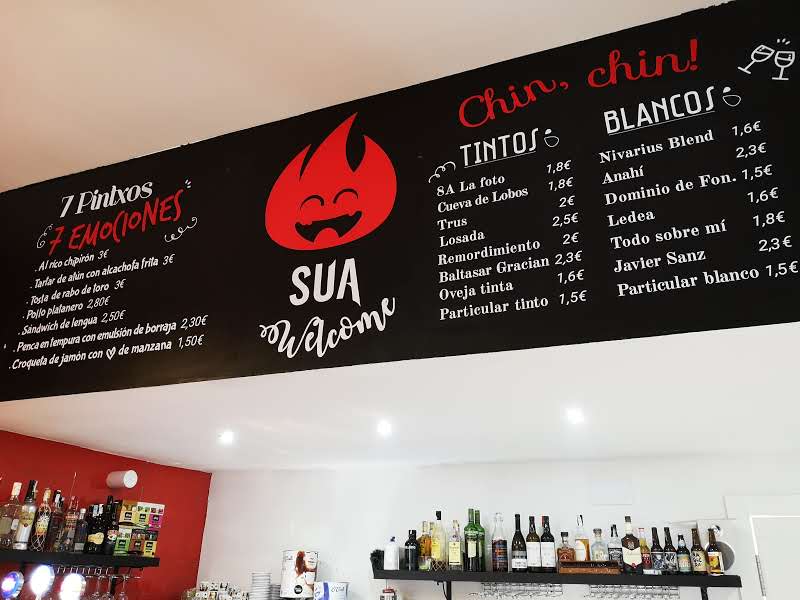 7 Pintxos
7 EMOCIONES
. Al rico chipirón 3€
. Tartar de atún con alcachofa frita 3€
. Tosta de rabo de toro 3€
. Pollo platanero 2,80€
. Sándwich de lengua 2,50€
. Penca en tempura con emulsión de borraja 2,30€
. Croqueta de jamón con de manzana 1,50€
SUA
Welcome
Chin, chin!
TINTOS
SA La foto 1,8€
Cueva de Lobos 1,8€
Trus 2€
Losada 2,5€
Remordimiento 2€
Baltasar Gracian 2,3€
Oveja tinta 1,6€
Particular tinto 1,5€
BLANCOS
Nivarius Blend 1,6€
Anahí 2,3€
Dominio de Fon. 1,5€
Ledea 1,6€
Todo sobre mí 1,8€
Javier Sanz 2,3€
Particular blanco 1,5€